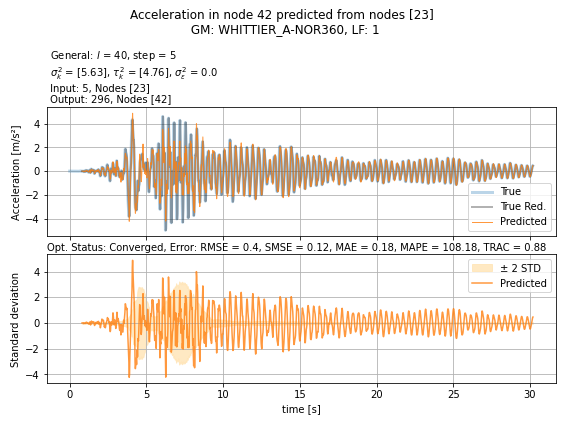 Acceleration in node 42 predicted from nodes [23]
GM: WHITTIER_A-NOR360, LF: 1
General: l = 40, step = 5
σ²ₖ = [5.63], τ²ₖ = [4.76], σ²ε = 0.0
Input: 5, Nodes [23]
Output: 296, Nodes [42]
Acceleration [m/s²]
4
2
0
−2
−4
True
True Red.
Predicted
Opt. Status: Converged, Error: RMSE = 0.4, SMSE = 0.12, MAE = 0.18, MAPE = 108.18, TRAC = 0.88
Standard deviation
4
2
0
−2
−4
± 2 STD
Predicted
0 5 10 15 20 25 30
time [s]